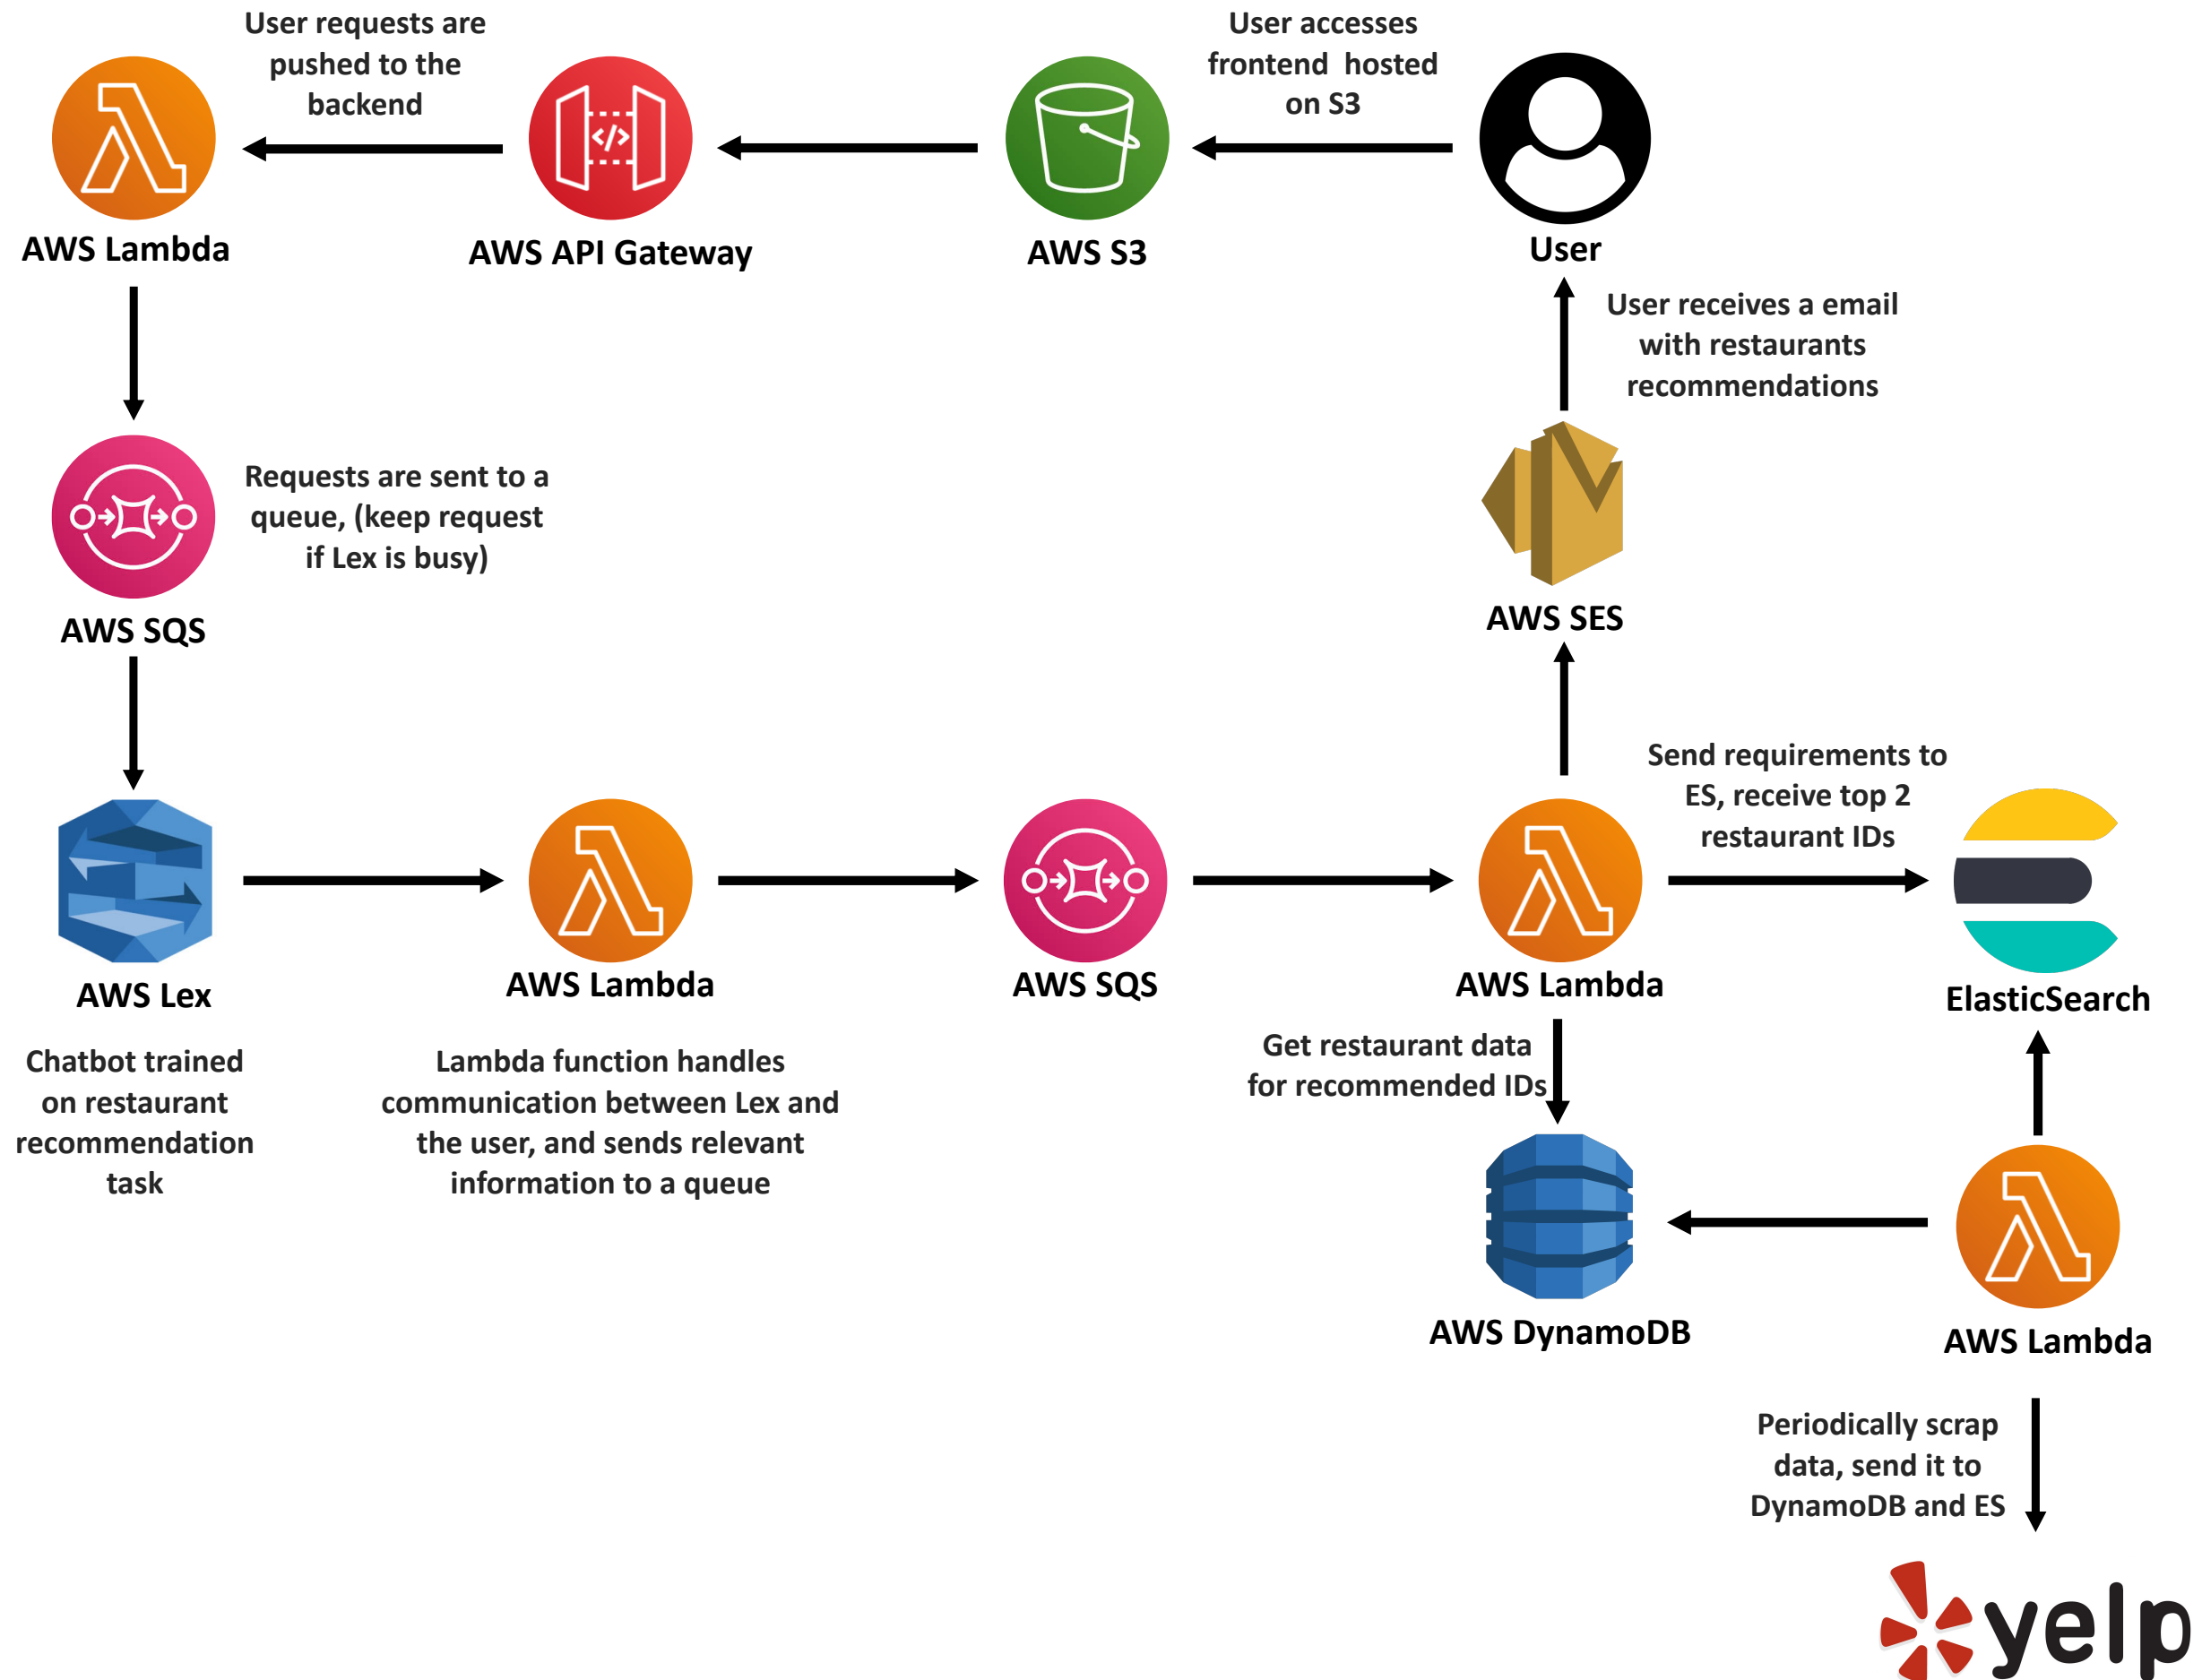 User requests are
pushed to the
backend
User accesses
frontend hosted
on S3
</>
AWS Lambda
AWS API Gateway
AWS S3
User
User receives a email
with restaurants
recommendations
Requests are sent to a
queue, (keep request
if Lex is busy)
AWS SQS
AWS SES
Send requirements to
ES, receive top 2
restaurant IDs
AWS Lex
AWS Lambda
AWS SQS
AWS Lambda
ElasticSearch
Chatbot trained
on restaurant
recommendation
task
Lambda function handles
communication between Lex and
the user, and sends relevant
information to a queue
Get restaurant data
for recommended IDs
AWS DynamoDB
AWS Lambda
Periodically scrap
data, send it to
DynamoDB and ES
yelp